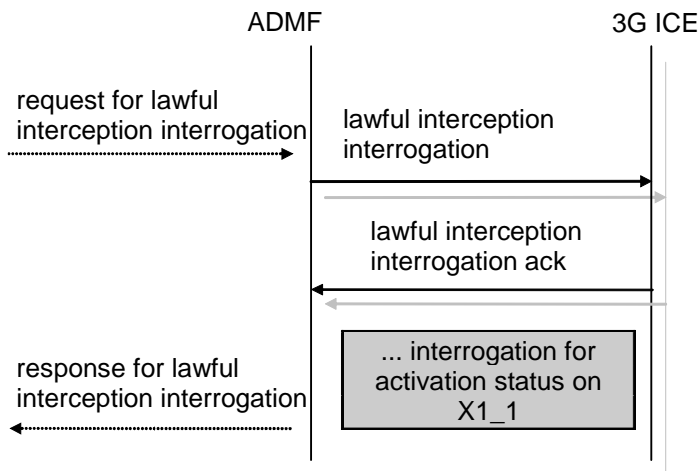 ADMF
3G ICE
request for lawful
interception interrogation
lawful interception
interrogation
lawful interception
interrogation ack
... interrogation for
activation status on
X1_1
response for lawful
interception interrogation